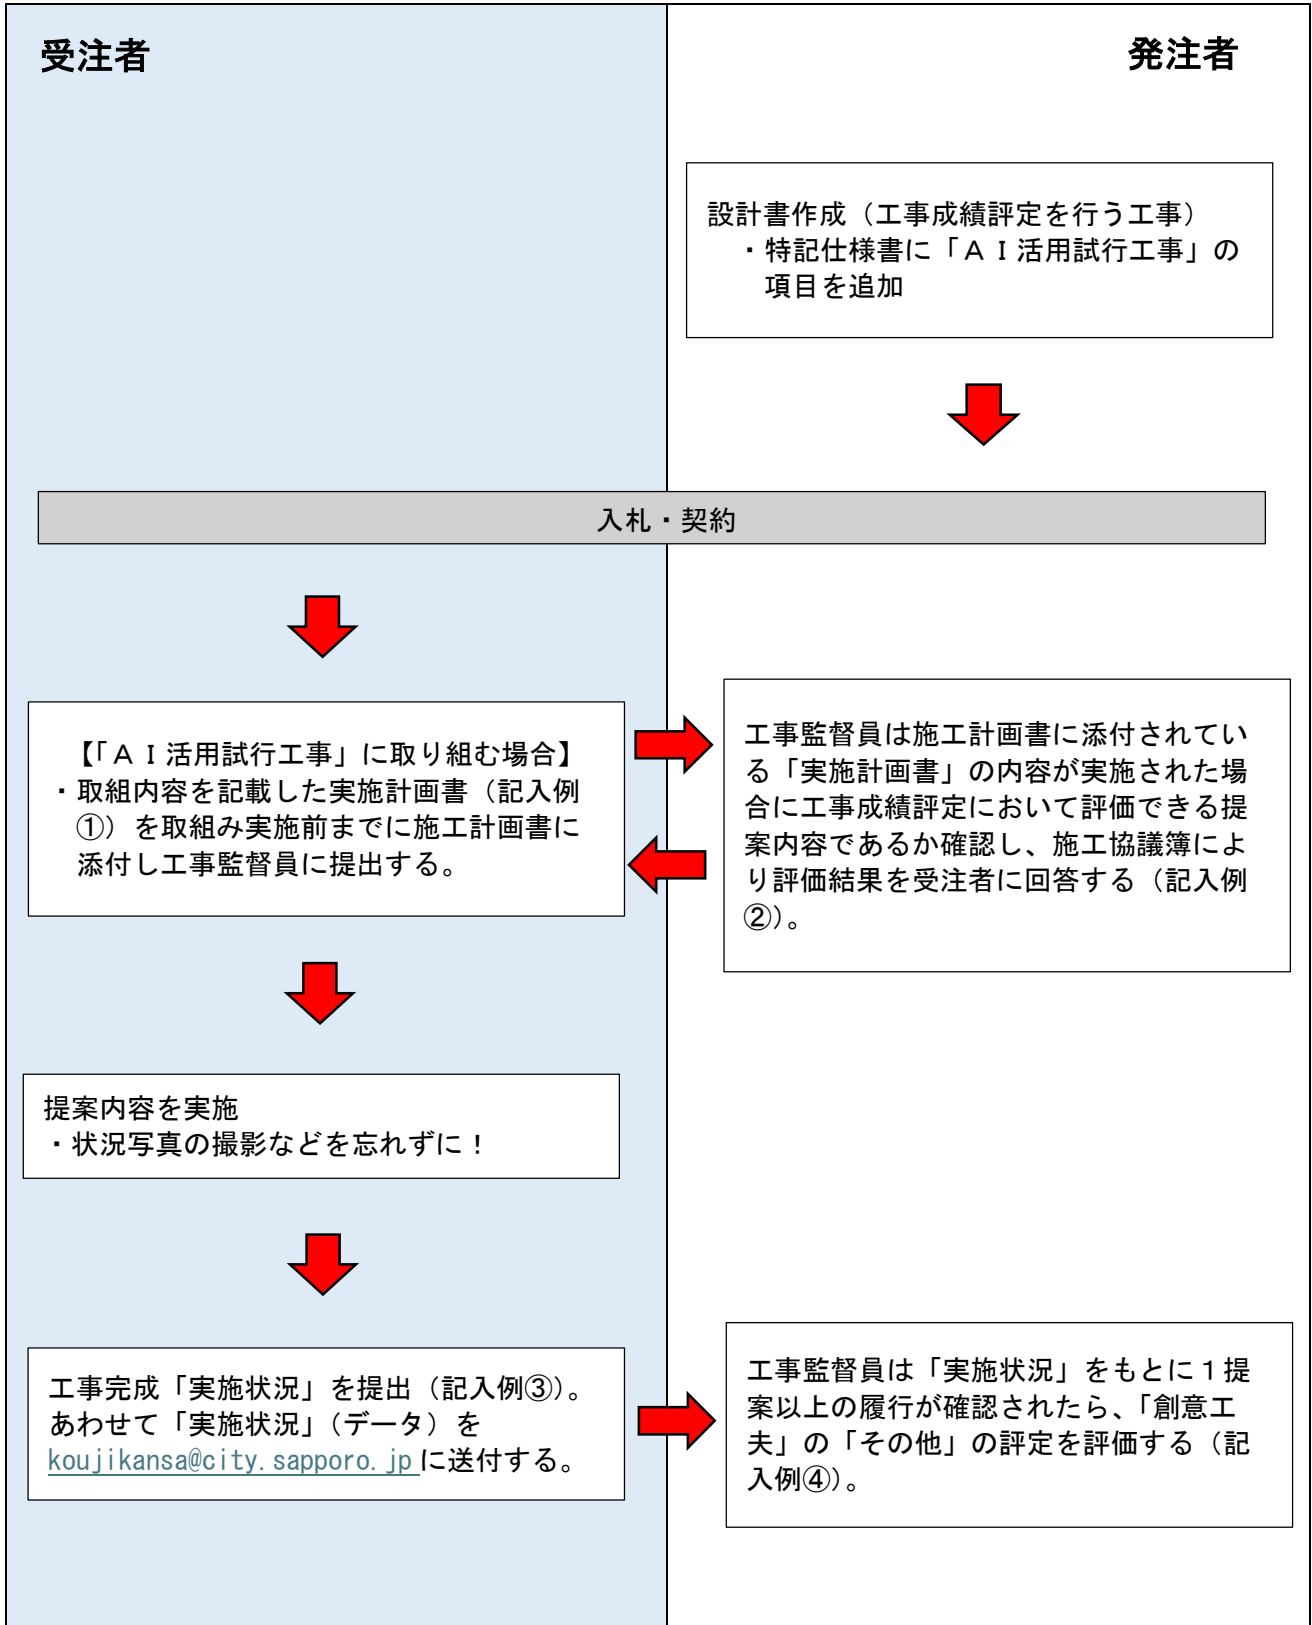 受注者
発注者
設計書作成（工事成績評定を行う工事）
・特記仕様書に「ＡＩ活用試行工事」の
項目を追加
入札・契約
【「ＡＩ活用試行工事」に取り組む場合】
・取組内容を記載した実施計画書（記入例
①）を取組み実施前までに施工計画書に
添付し工事監督員に提出する。
工事監督員は施工計画書に添付されてい
る「実施計画書」の内容が実施された場
合に工事成績評定において評価できる提
案内容であるか確認し、施工協議簿によ
り評価結果を受注者に回答する（記入例
②）。
提案内容を実施
・状況写真の撮影などを忘れずに！
工事完成「実施状況」を提出（記入例③）。
あわせて「実施状況」（データ）を
koujikansa@city.sapporo.jpに送付する。
工事監督員は「実施状況」をもとに１提
案以上の履行が確認されたら、「創意工
夫」の「その他」の評定を評価する（記
入例④）。